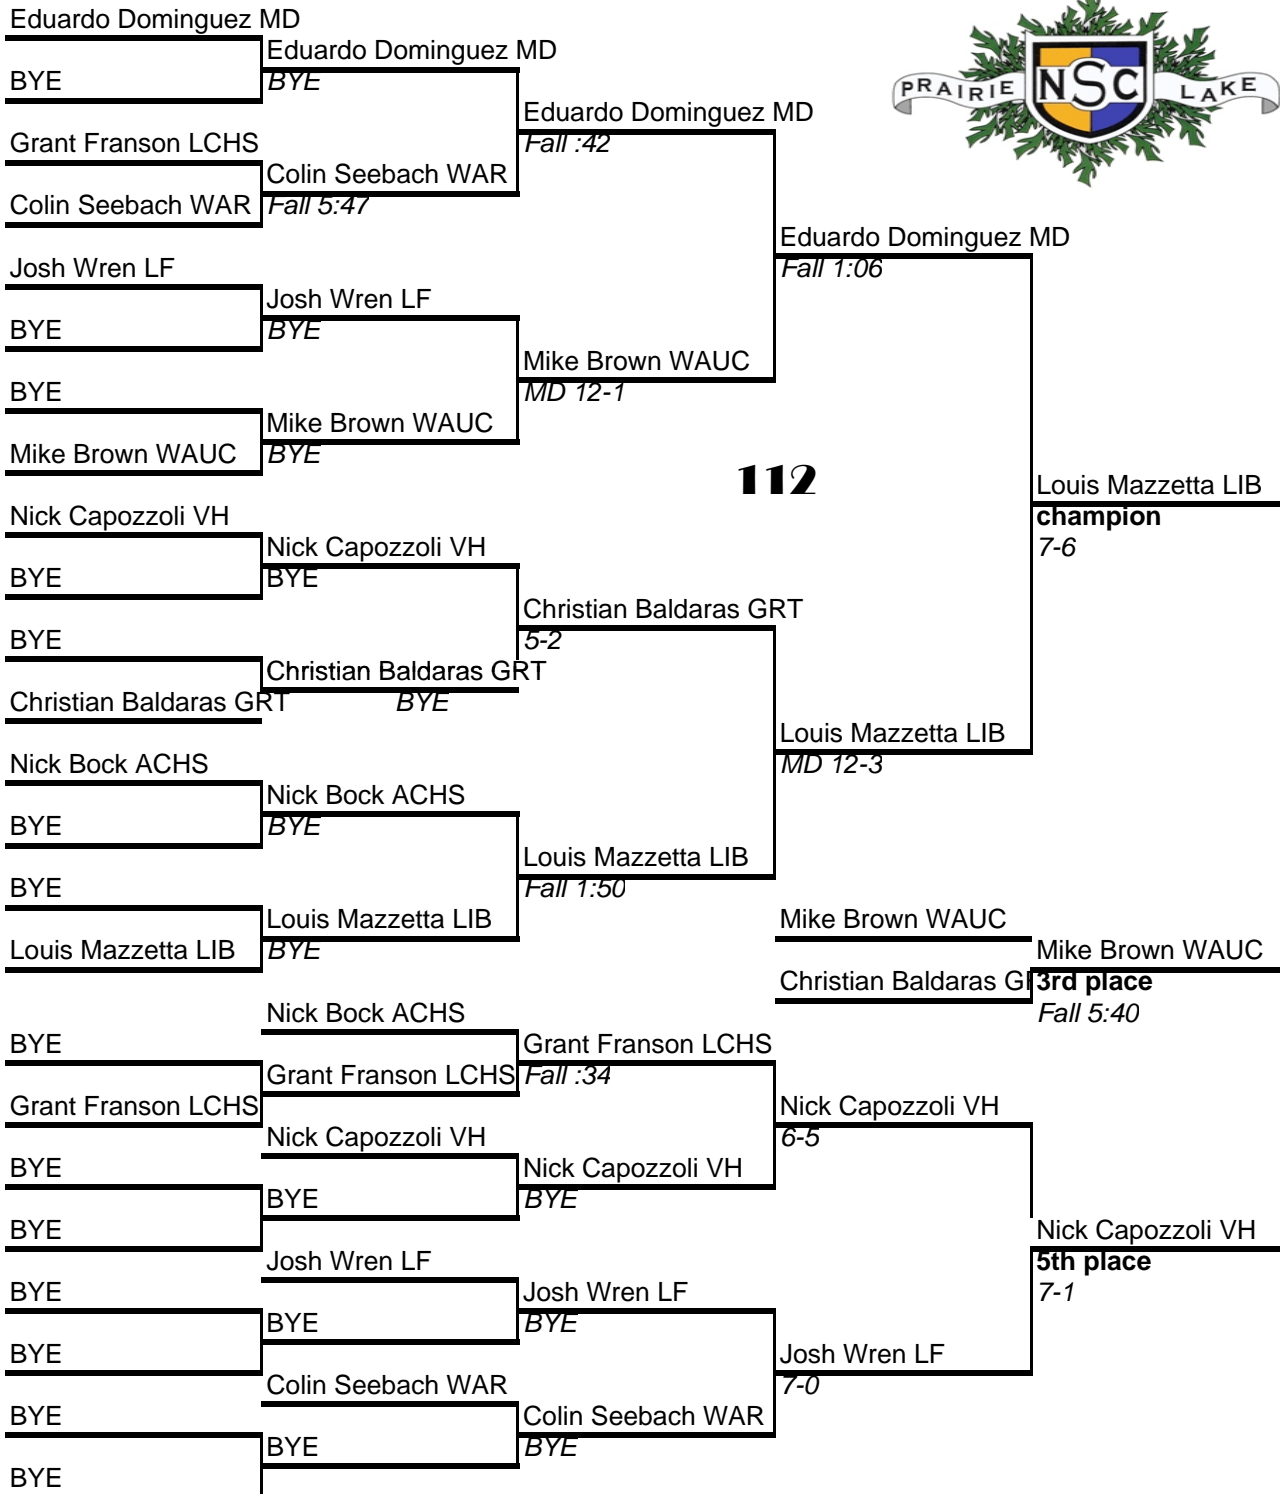 Eduardo Dominguez MD
BYE
Grant Franson LCHS
Colin Seebach WAR
Josh Wren LF
BYE
BYE
Mike Brown WAUC
Nick Capozzoli VH
BYE
BYE
Christian Baldaras GRT
Nick Bock ACHS
BYE
BYE
Louis Mazzetta LIB
BYE
Grant Franson LCHS
BYE
BYE
BYE
BYE
BYE
BYE
Eduardo Dominguez MD
BYE
Colin Seebach WAR
Fall 5:47
Josh Wren LF
BYE
Mike Brown WAUC
BYE
Nick Capozzoli VH
BYE
Christian Baldaras GRT
BYE
Nick Bock ACHS
BYE
Louis Mazzetta LIB
BYE
Nick Bock ACHS
Grant Franson LCHS
Nick Capozzoli VH
BYE
Josh Wren LF
BYE
Colin Seebach WAR
BYE
Eduardo Dominguez MD
Fall :42
Mike Brown WAUC
MD 12-1
Christian Baldaras GRT
5-2
Louis Mazzetta LIB
Fall 1:50
Grant Franson LCHS
Fall :34
Nick Capozzoli VH
BYE
Josh Wren LF
BYE
Colin Seebach WAR
BYE
PRAIRIE NSC LAKE
Eduardo Dominguez MD
Fall 1:06
112
Louis Mazzetta LIB
MD 12-3
Mike Brown WAUC
Christian Baldaras
Nick Capozzoli VH
6-5
Josh Wren LF
7-0
Louis Mazzetta LIB
champion
7-6
Mike Brown WAUC
3rd place
Fall 5:40
Nick Capozzoli VH
5th place
7-1